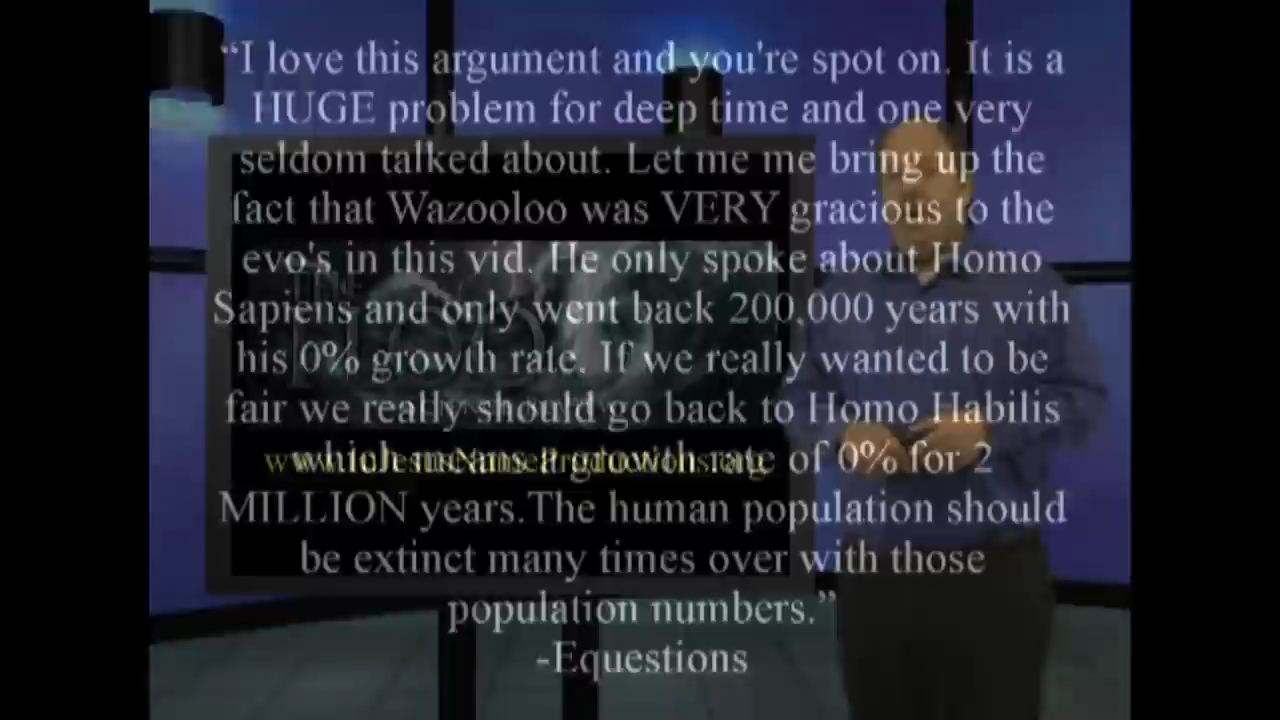 “I love this argument and you're spot on. It is a
HUGE problem for deep time and one very
seldom talked about. Let me me bring up the
fact that Wazooloo was VERY gracious to the
evo's in this vid. He only spoke about Homo
Sapiens and only went back 200,000 years with
his 0% growth rate. If we really wanted to be
fair we really should go back to Homo Habilis
which means a growth rate of 0% for 2
www.InJesusNameProductions.org
MILLION years.The human population should
be extinct many times over with those
population numbers.”
-Equestions